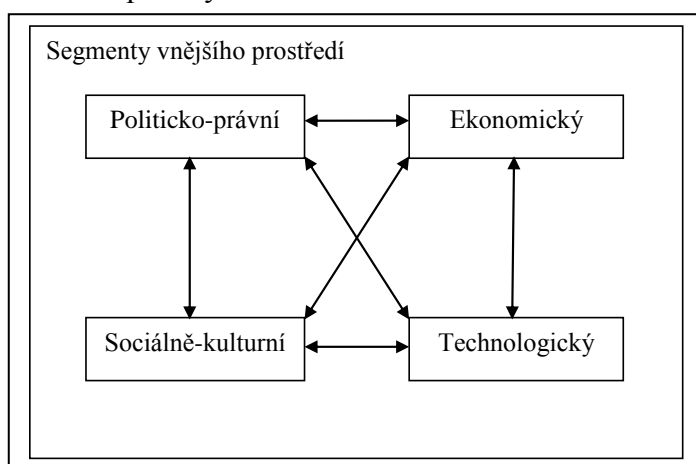 Segmenty vnějšího prostředí
Politicko-právní
Ekonomický
Sociálně-kulturní
Technologický